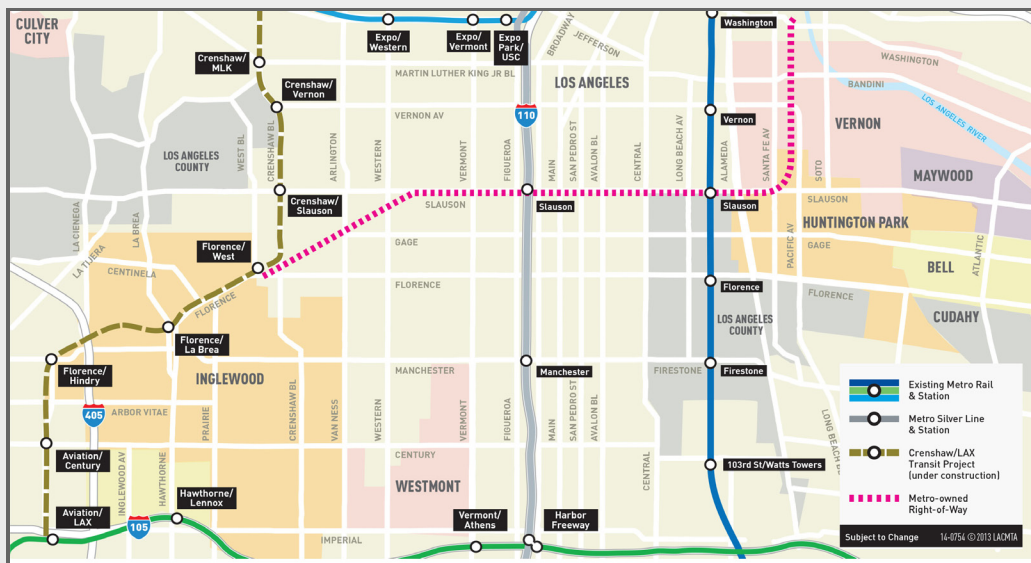 CULVER
CITY
Expo/
Western
Expo/
Vermont
Expo
Park/
USC
BROADWAY
JEFFERSON
Washington
WASHINGTON
Crenshaw/
MLK
MARTIN LUTHER KING JR BL
LOS ANGELES
BANDINI
LOS ANGELES RIVER
Crenshaw/
Vernon
VERNON AV
110
Vernon
VERNON
LOS ANGELES
COUNTY
WEST BL
CRENSHAW BL
ARLINGTON
WESTERN
VERMONT
FIGUEROA
MAIN
SAN PEDRO ST
AVALON BL
CENTRAL
LONG BEACH AV
ALAMEDA
SANTA FE AV
SOTO
MAYWOOD
Crenshaw/
Slauson
SLAUSON
Slauson
Slauson
SLAUSON
HUNTINGTON PARK
LA CIENEGA
LA TIJERA
LA BREA
Florence/
West
GAGE
PACIFIC AV
GAGE
ATLANTIC
BELL
CENTINELA
FLORENCE
FLORENCE
Florence
FLORENCE
LOS ANGELES
COUNTY
CUDAHY
Florence/
La Brea
Florence/
Hindry
INGLEWOOD
MANCHESTER
Manchester
FIRESTONE
Firestone
405
ARBOR VITAE
PRAIRIE
CRENSHAW BL
VAN NESS
WESTERN
VERMONT
FIGUEROA
MAIN
SAN PEDRO ST
AVALON BL
Aviation/
Century
CENTURY
CENTRAL
103rd St/Watts Towers
LONG BEACH BL
INGLEWOOD AV
HAWTHORNE
WESTMONT
Aviation/
LAX
Hawthorne/
Lennox
105
Vermont/
Athens
Harbor
Freeway
IMPERIAL
Existing Metro Rail
& Station
Metro Silver Line
& Station
Crenshaw/LAX
Transit Project
(under construction)
Metro-owned
Right-of-Way
Subject to Change 14-0754 ©2013 LACMTA